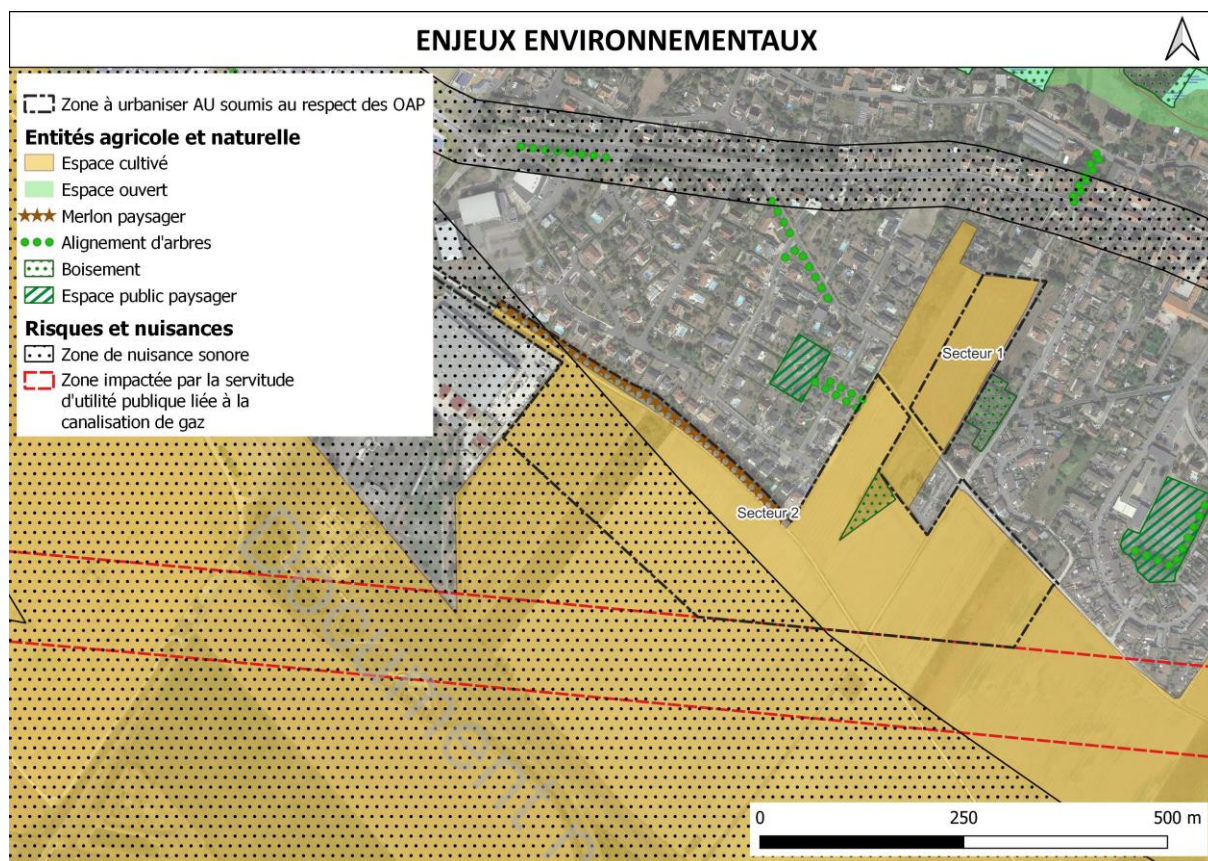 ENJEUX ENVIRONNEMENTAUX
Zone à urbaniser AU soumis au respect des OAP
Entités agricole et naturelle
Espace cultivé
Espace ouvert
Merlon paysager
Alignement d'arbres
Boisement
Espace public paysager
Risques et nuisances
Zone de nuisance sonore
Zone impactée par la servitude
d'utilité publique liée à la
canalisation de gaz
Secteur 1
Secteur 2
Document n
0 250 500 m